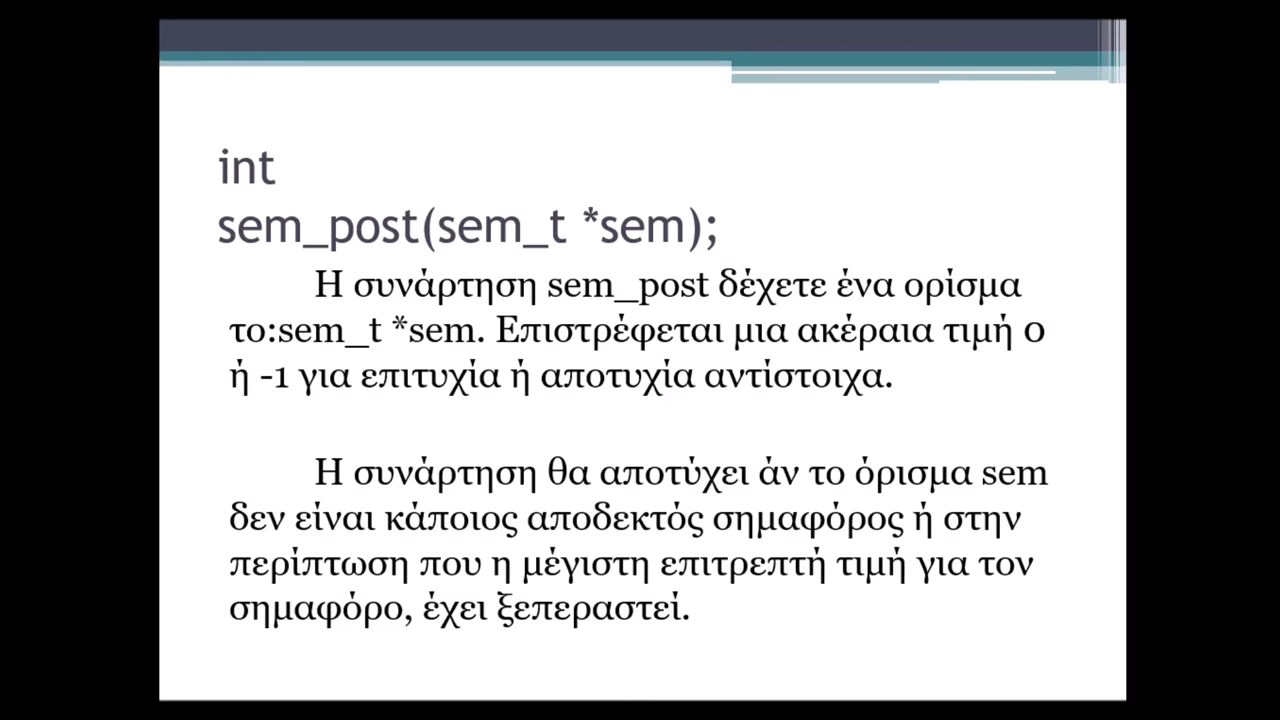 int
sem_post(sem_t *sem);
Η συνάρτηση sem_post δέχετε ένα ορίσμα
το:sem_t *sem. Επιστρέφεται μια ακέραια τιμή 0
ή -1 για επιτυχία ή αποτυχία αντίστοιχα.
Η συνάρτηση θα αποτύχει άν το όρισμα sem
δεν είναι κάποιος αποδεκτός σημαφόρος ή στην
περίπτωση που η μέγιστη επιτρεπτή τιμή για τον
σημαφόρο, έχει ξεπεραστεί.